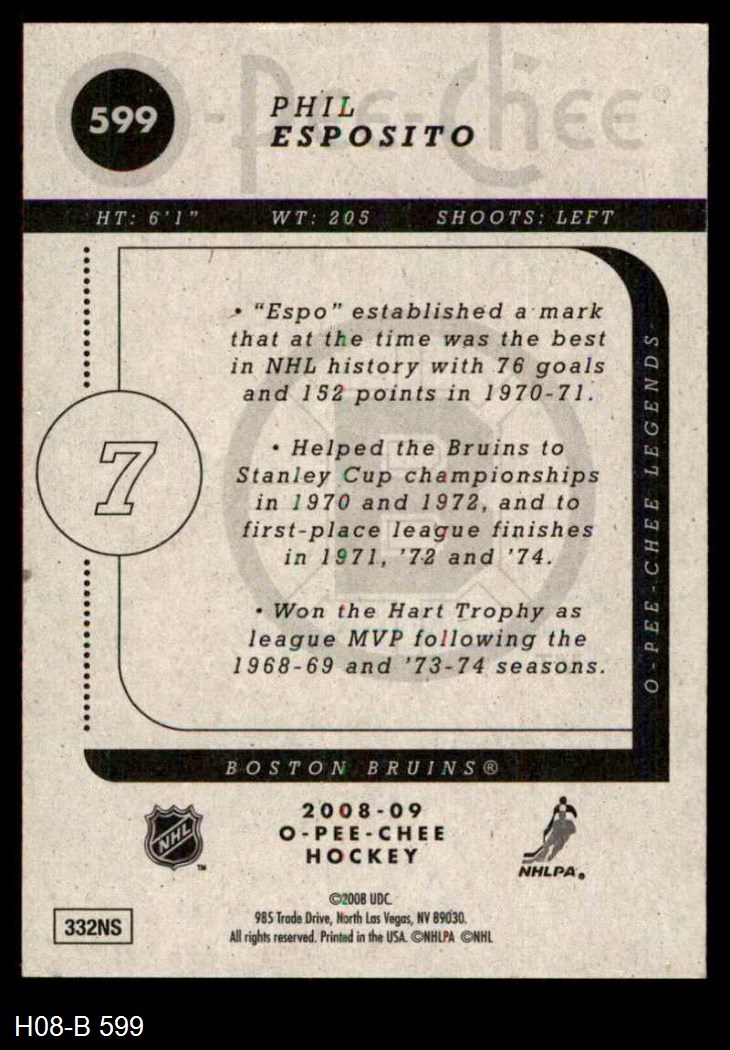 O-Pee-Chee®
599
PHIL
ESPOSITO
HT: 6'1" WT: 205 SHOOTS: LEFT
• "Espo" established a mark
that at the time was the best
in NHL history with 76 goals
and 152 points in 1970-71.
• Helped the Bruins to
Stanley Cup championships
in 1970 and 1972, and to
first-place league finishes
in 1971, '72 and '74.
• Won the Hart Trophy as
league MVP following the
1968-69 and '73-74 seasons.
7
B
O-PEE-CHEE LEGENDS
BOSTON BRUINS®
NHL
TM
2008-09
O-PEE-CHEE
HOCKEY
NHLPA®
©2008 UDC.
985 Trade Drive, North Las Vegas, NV 89030.
All rights reserved. Printed in the USA. ©NHLPA ©NHL
332NS
H08-B 599